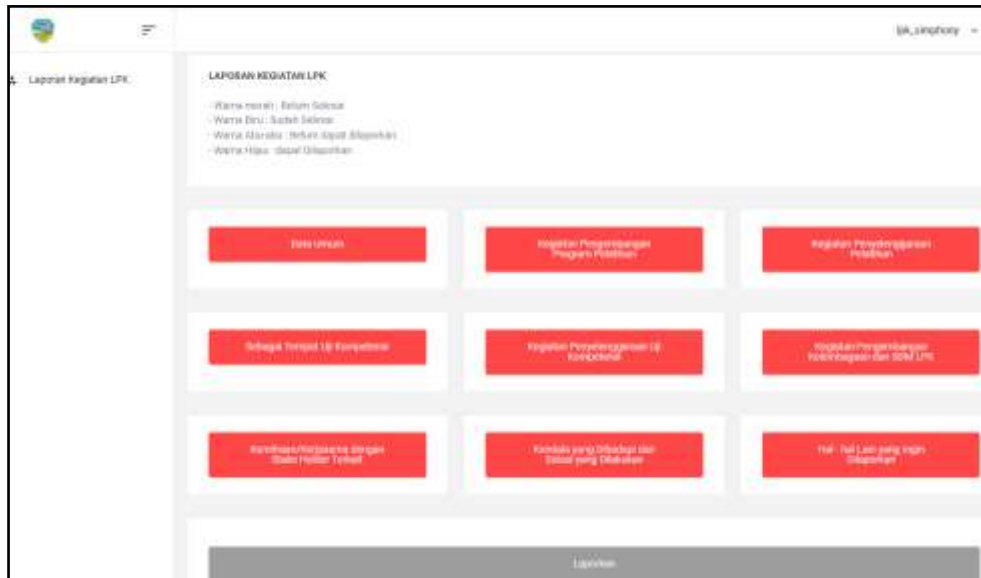 lpk_simphony
Laporan Kegiatan LPK
LAPORAN KEGIATAN LPK
- Warna merah : Belum Selesai
- Warna Biru : Sudah Selesai
- Warna Abu-abu : Belum dapat Dilaporkan
- Warna Hijau : dapat Dilaporkan
Data Umum
Kegiatan Pengembangan
Program Pelatihan
Kegiatan Penyelenggaraan
Pelatihan
Sebagai Tempat Uji Kompetensi
Kegiatan Penyelenggaraan Uji
Kompetensi
Kegiatan Pengembangan
Kelembagaan dan SDM LPK
Kemitraan/Kerjasama dengan
Stake Holder Terkait
Kendala yang Dihadapi dan
Solusi yang Dilakukan
Hal - hal Lain yang Ingin
Dilaporkan
Laporkan